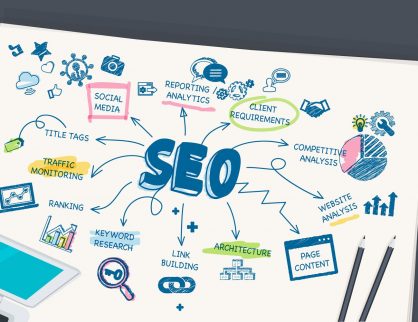 SOCIAL
MEDIA
REPORTING /
ANALYTICS
CLIENT
REQUIREMENTS
TITLE TAGS
COMPETITIVE
ANALYSIS
TRAFFIC
MONITORING
SEO
RANKING
WEBSITE
ANALYSIS
KEYWORD
RESEARCH
LINK
BUILDING
ARCHITECTURE
PAGE
CONTENT